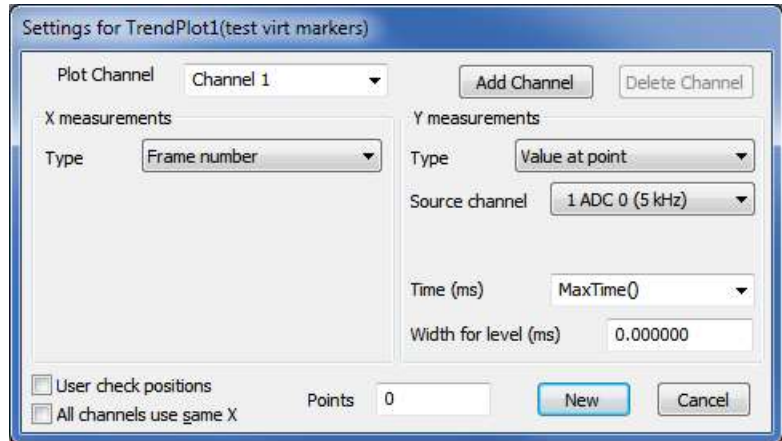 Settings for TrendPlot1(test virt markers)
Plot Channel Channel 1 Add Channel Delete Channel
X measurements
Type Frame number
Y measurements
Type Value at point
Source channel 1 ADC 0 (5 kHz)
Time (ms) MaxTime()
Width for level (ms) 0.000000
User check positions
All channels use same X
Points 0 New Cancel